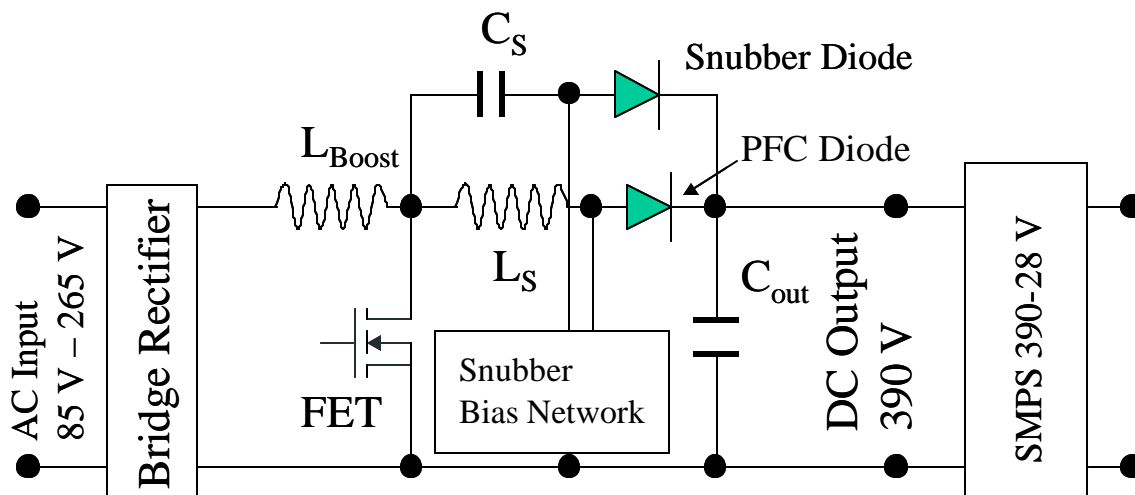 C_S
Snubber Diode
L_Boost
PFC Diode
AC Input
85 V – 265 V
Bridge Rectifier
L_S
C_out
DC Output
390 V
SMPS 390-28 V
FET
Snubber
Bias Network